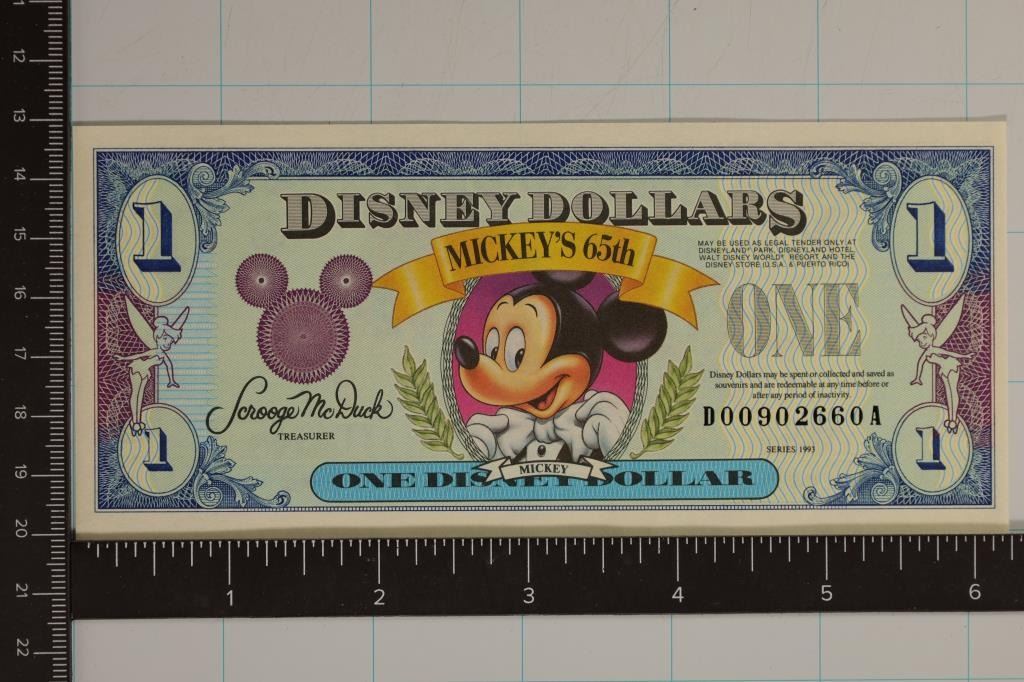 DISNEY DOLLARS
MICKEY'S 65th
1
1
MAY BE USED AS LEGAL TENDER ONLY AT
DISNEYLAND® PARK, DISNEYLAND HOTEL,
WALT DISNEY WORLD® RESORT AND THE
DISNEY STORE (U.S.A. & PUERTO RICO)
ONE
Disney Dollars may be spent or collected and saved as
souvenirs and are redeemable at any time before or
after any period of inactivity.
D00902660A
SERIES 1993
Scrooge McDuck
TREASURER
1
1
MICKEY
ONE DISNEY DOLLAR
12
13
14
15
16
17
18
19
20
21
22
1 2 3 4 5 6